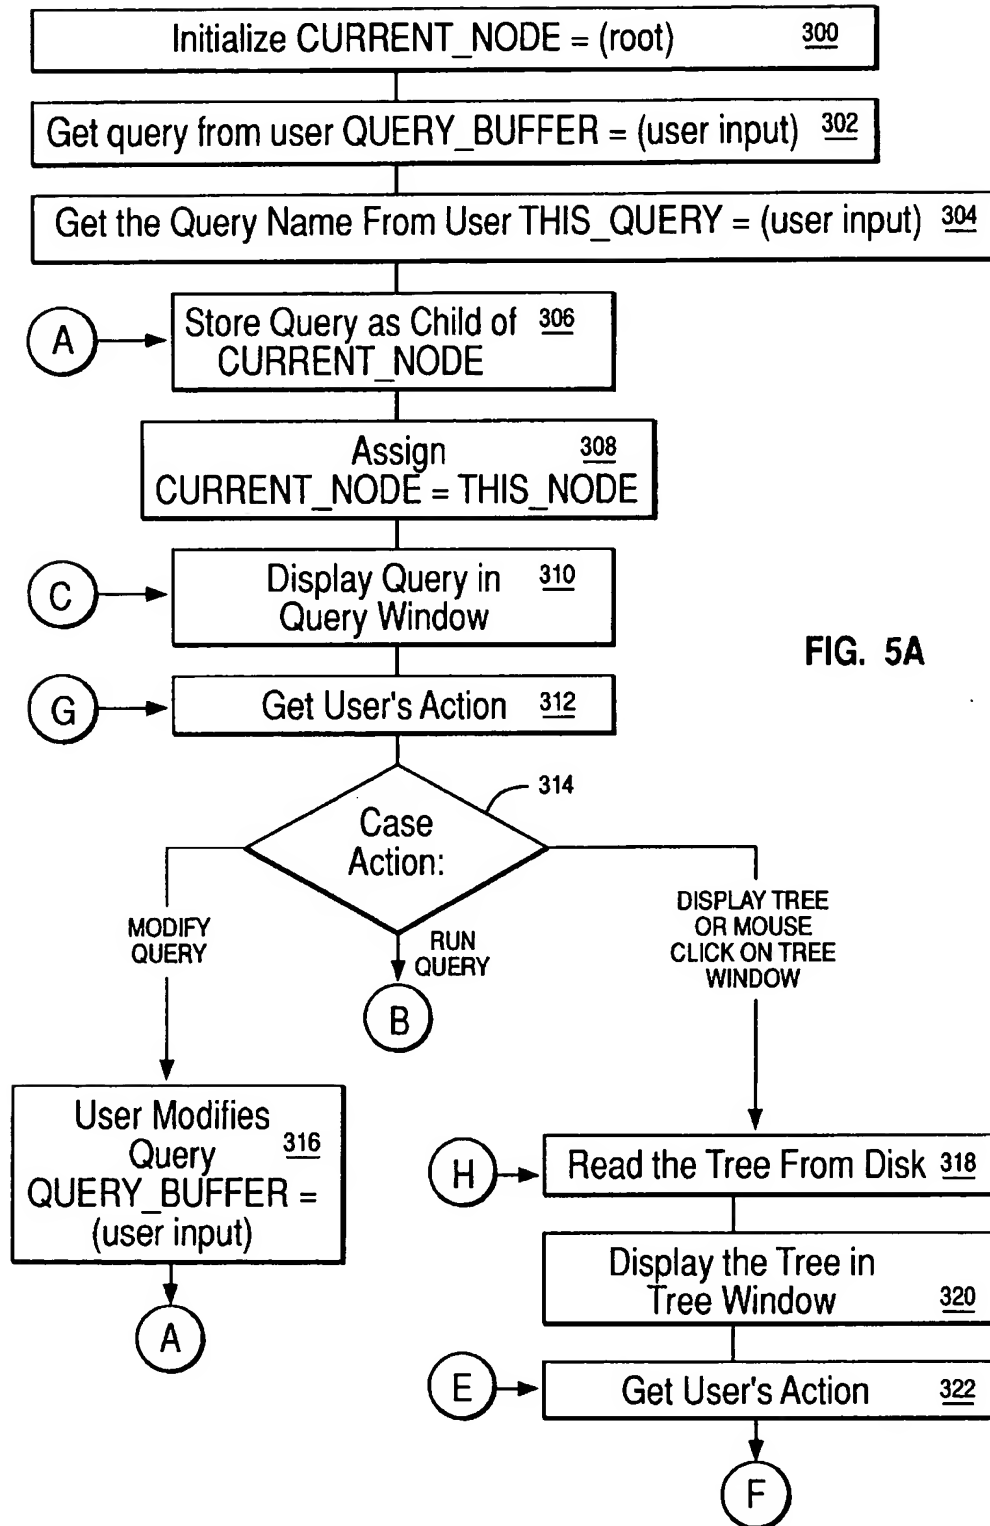 Initialize CURRENT_NODE = (root) 300
Get query from user QUERY_BUFFER = (user input) 302
Get the Query Name From User THIS_QUERY = (user input) 304
A
Store Query as Child of 306
CURRENT_NODE
Assign 308
CURRENT_NODE = THIS_NODE
C
Display Query in 310
Query Window
FIG. 5A
G
Get User's Action 312
314
Case
Action:
MODIFY
QUERY
RUN
QUERY
DISPLAY TREE
OR MOUSE
CLICK ON TREE
WINDOW
B
User Modifies
Query 316
QUERY_BUFFER =
(user input)
A
H
Read the Tree From Disk 318
Display the Tree in
Tree Window 320
E
Get User's Action 322
F